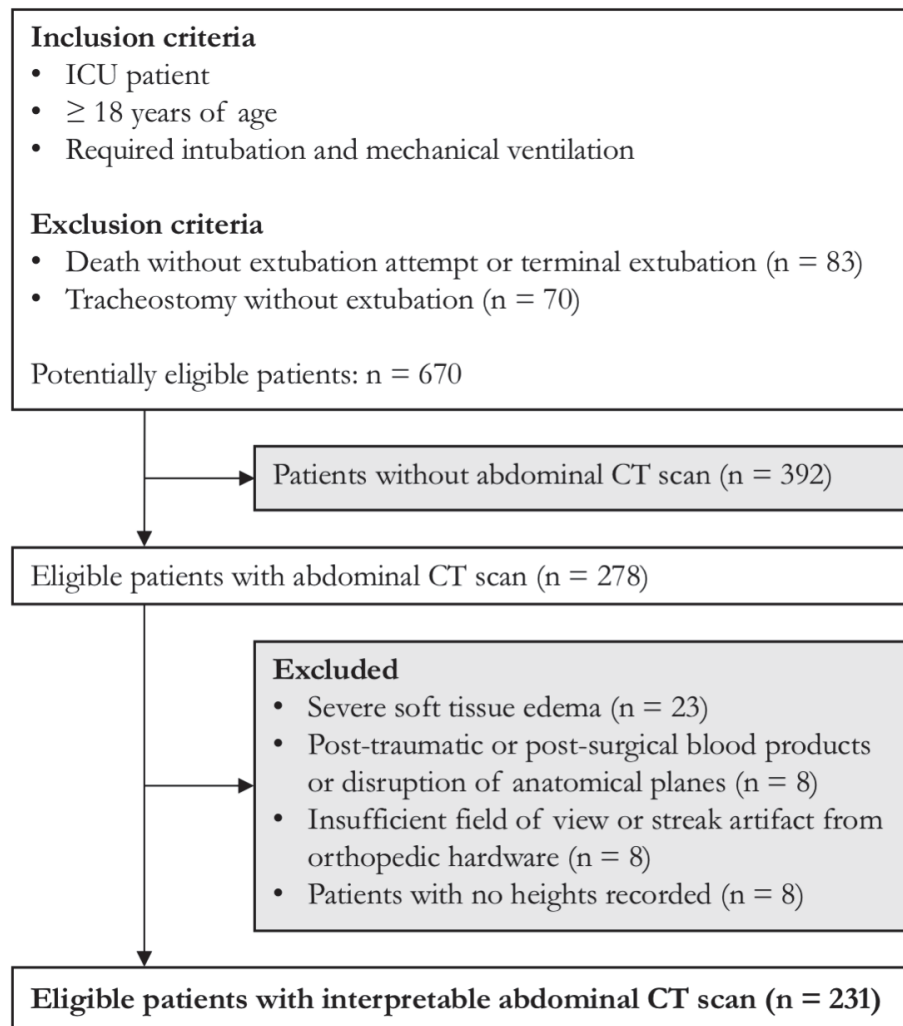 Inclusion criteria
• ICU patient
• ≥ 18 years of age
• Required intubation and mechanical ventilation
Exclusion criteria
• Death without extubation attempt or terminal extubation (n = 83)
• Tracheostomy without extubation (n = 70)
Potentially eligible patients: n = 670
Patients without abdominal CT scan (n = 392)
Eligible patients with abdominal CT scan (n = 278)
Excluded
• Severe soft tissue edema (n = 23)
• Post-traumatic or post-surgical blood products
or disruption of anatomical planes (n = 8)
• Insufficient field of view or streak artifact from
orthopedic hardware (n = 8)
• Patients with no heights recorded (n = 8)
Eligible patients with interpretable abdominal CT scan (n = 231)